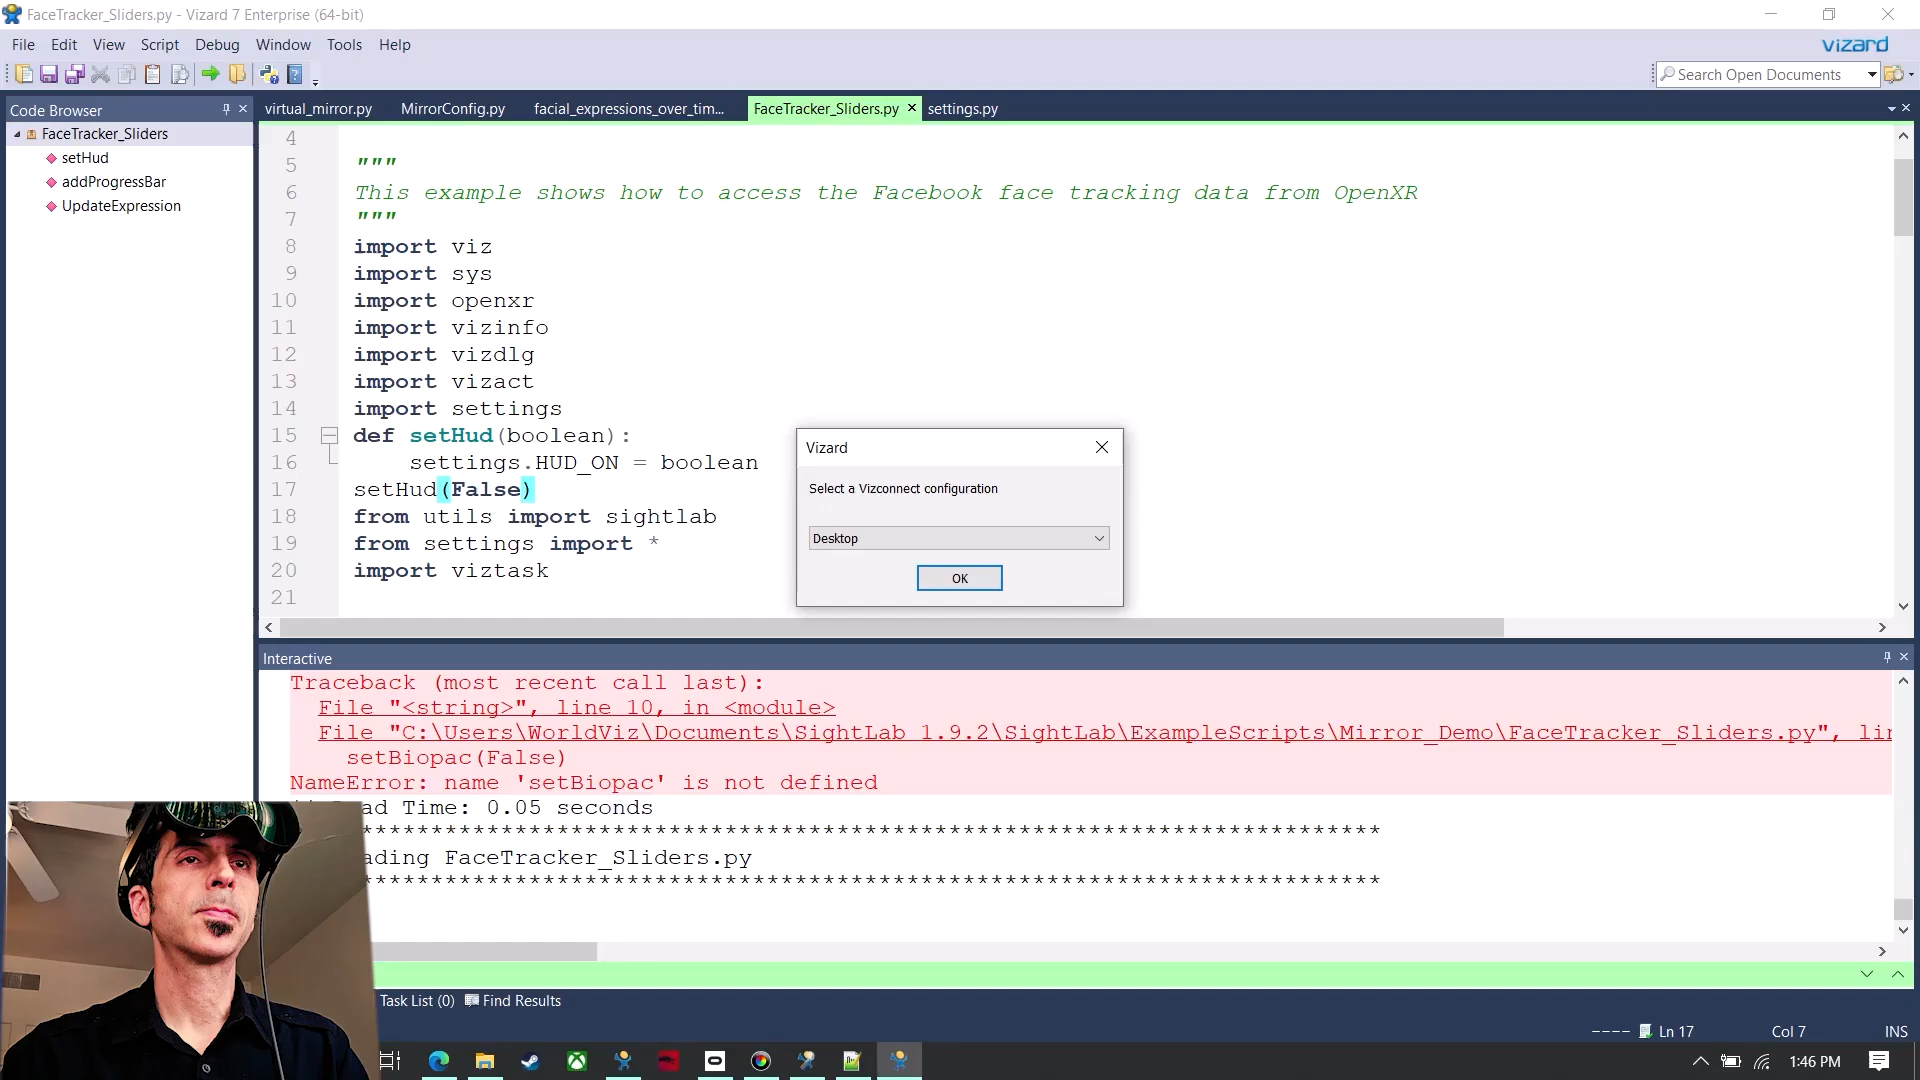 FaceTracker_Sliders.py - Vizard 7 Enterprise (64-bit)
File Edit View Script Debug Window Tools Help
vizard
Search Open Documents
Code Browser
FaceTracker_Sliders
setHud
addProgressBar
UpdateExpression
virtual_mirror.py MirrorConfig.py facial_expressions_over_tim... FaceTracker_Sliders.py settings.py
4
5 """
6 This example shows how to access the Facebook face tracking data from OpenXR
7 """
8 import viz
9 import sys
10 import openxr
11 import vizinfo
12 import vizdlg
13 import vizact
14 import settings
15 def setHud(boolean):
16 settings.HUD_ON = boolean
17 setHud(False)
18 from utils import sightlab
19 from settings import *
20 import viztask
21
Vizard
Select a Vizconnect configuration
Desktop
OK
Interactive
Traceback (most recent call last):
File "<string>", line 10, in <module>
File "C:\Users\WorldViz\Documents\SightLab_1.9.2\SightLab\ExampleScripts\Mirror_Demo\FaceTracker_Sliders.py", lin
setBiopac(False)
NameError: name 'setBiopac' is not defined
ad Time: 0.05 seconds
ading FaceTracker_Sliders.py
Task List (0) Find Results
---- Ln 17 Col 7 INS
1:46 PM